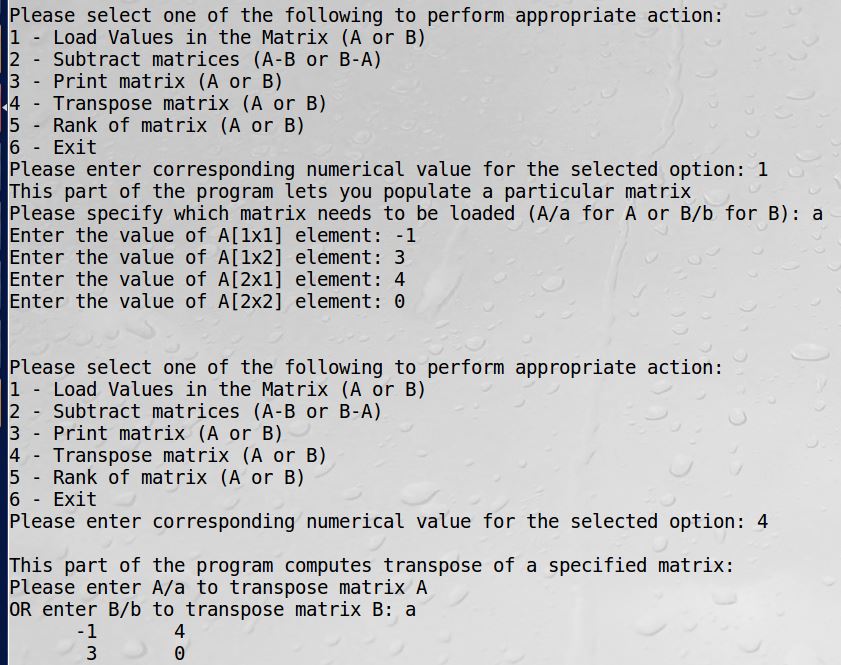 Please select one of the following to perform appropriate action:
1 - Load Values in the Matrix (A or B)
2 - Subtract matrices (A-B or B-A)
3 - Print matrix (A or B)
4 - Transpose matrix (A or B)
5 - Rank of matrix (A or B)
6 - Exit
Please enter corresponding numerical value for the selected option: 1
This part of the program lets you populate a particular matrix
Please specify which matrix needs to be loaded (A/a for A or B/b for B): a
Enter the value of A[1x1] element: -1
Enter the value of A[1x2] element: 3
Enter the value of A[2x1] element: 4
Enter the value of A[2x2] element: 0
Please select one of the following to perform appropriate action:
1 - Load Values in the Matrix (A or B)
2 - Subtract matrices (A-B or B-A)
3 - Print matrix (A or B)
4 - Transpose matrix (A or B)
5 - Rank of matrix (A or B)
6 - Exit
Please enter corresponding numerical value for the selected option: 4
This part of the program computes transpose of a specified matrix:
Please enter A/a to transpose matrix A
OR enter B/b to transpose matrix B: a
-1 4
3 0